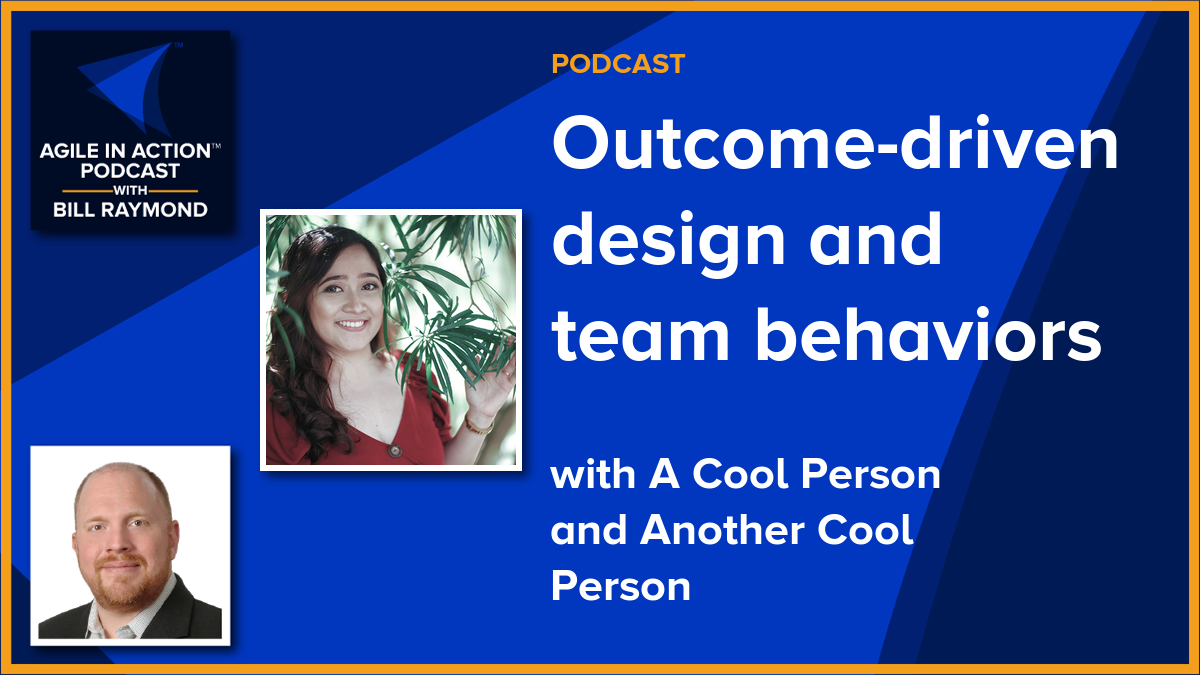 AGILE IN ACTION™
PODCAST
WITH
BILL RAYMOND
PODCAST
Outcome-driven
design and
team behaviors
with A Cool Person
and Another Cool
Person